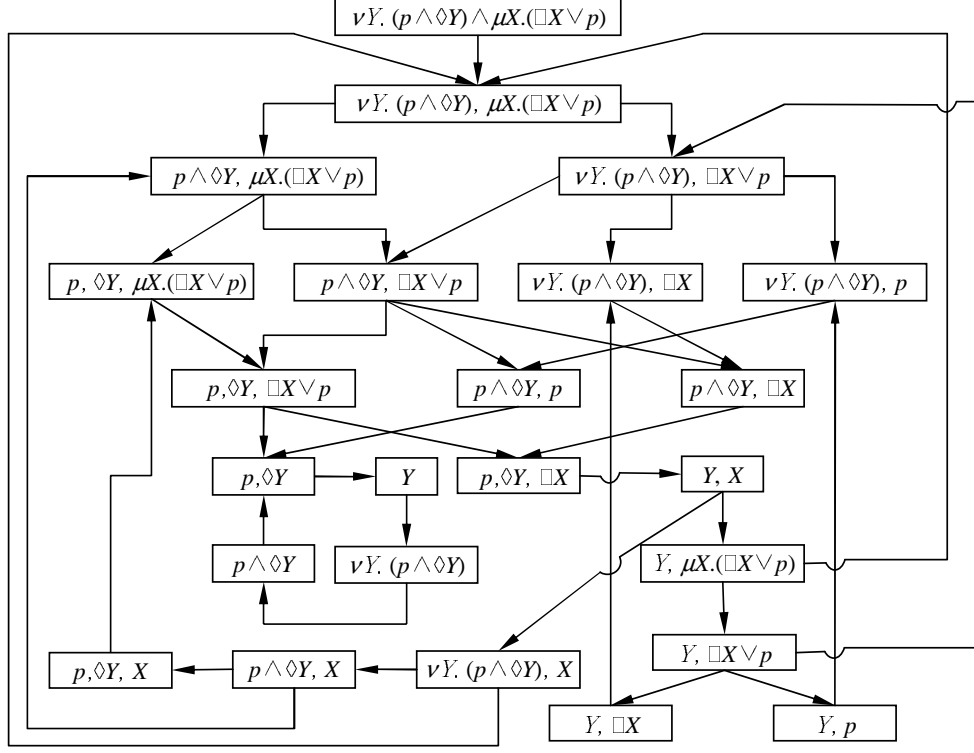 νY. (p ∧ ◊Y) ∧ μX.(□X ∨ p)
νY. (p ∧ ◊Y), μX.(□X ∨ p)
p ∧ ◊Y, μX.(□X ∨ p)
νY. (p ∧ ◊Y), □X ∨ p
p, ◊Y, μX.(□X ∨ p)
p ∧ ◊Y, □X ∨ p
νY. (p ∧ ◊Y), □X
νY. (p ∧ ◊Y), p
p, ◊Y, □X ∨ p
p ∧ ◊Y, p
p ∧ ◊Y, □X
p, ◊Y
Y
p, ◊Y, □X
Y, X
p ∧ ◊Y
νY. (p ∧ ◊Y)
Y, μX.(□X ∨ p)
p, ◊Y, X
p ∧ ◊Y, X
νY. (p ∧ ◊Y), X
Y, □X ∨ p
Y, □X
Y, p